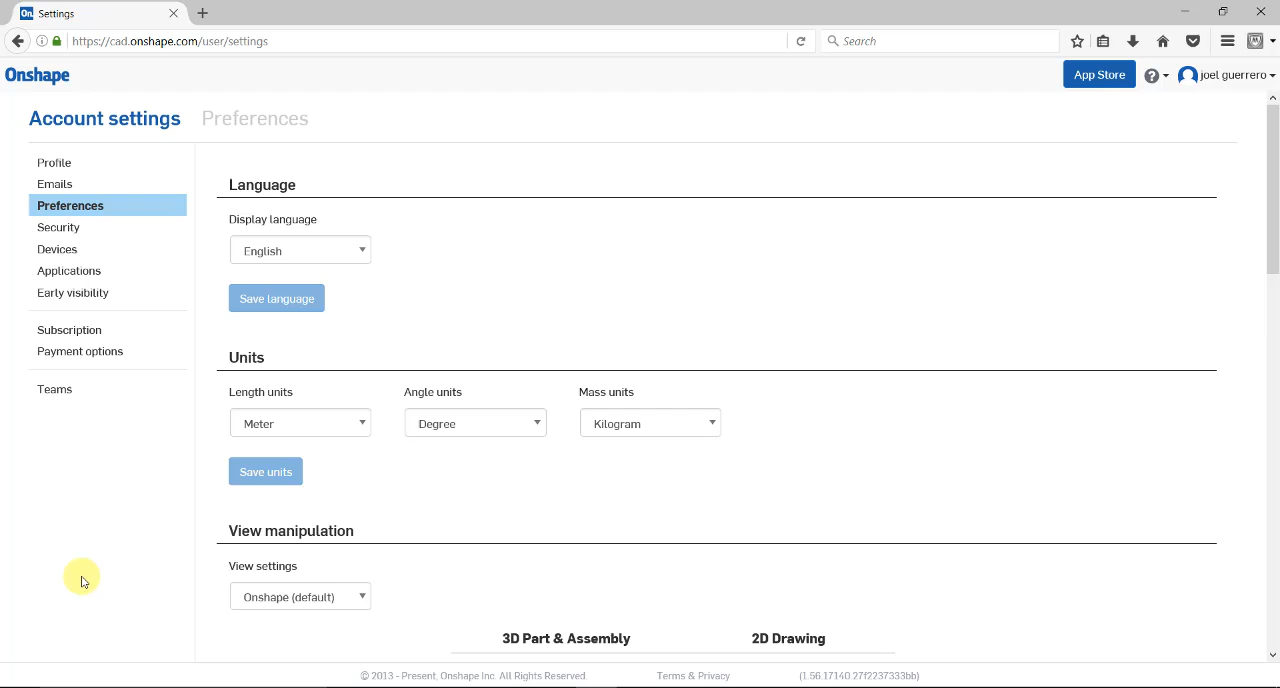 On. Settings
https://cad.onshape.com/user/settings
Search
Onshape
App Store
joel guerrero
Account settings Preferences
Profile
Emails
Preferences
Security
Devices
Applications
Early visibility
Subscription
Payment options
Teams
Language
Display language
English
Save language
Units
Length units Angle units Mass units
Meter Degree Kilogram
Save units
View manipulation
View settings
Onshape (default)
3D Part & Assembly 2D Drawing
© 2013 - Present, Onshape Inc. All Rights Reserved. Terms & Privacy (1.56.17140.27f2237333bb)